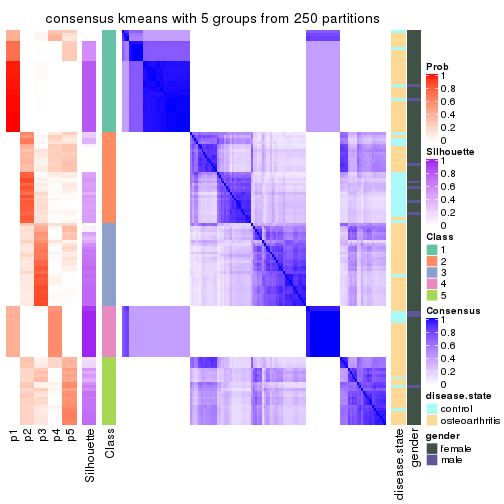 consensus kmeans with 5 groups from 250 partitions
Prob
1
0.8
0.6
0.4
0.2
0
Silhouette
1
0.8
0.6
0.4
0.2
0
Class
1
2
3
4
5
Consensus
1
0.8
0.6
0.4
0.2
0
disease.state
control
osteoarthritis
gender
female
male
p1
p2
p3
p4
p5
Silhouette
Class
disease.state
gender